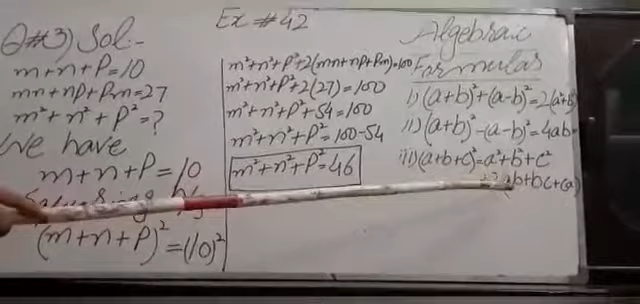 Ex # 42
Q#3) Sol:-
m+n+P=10
mn+nP+Pm=27
m²+n²+P²=?
We have
m+n+P=10
(m+n+P)²=(10)²
m²+n²+P²+2(mn+nP+Pm)=100
m²+n²+P²+2(27)=100
m²+n²+P²+54=100
m²+n²+P²=100-54
m²+n²+P²=46
Algebraic
Formulas
i) (a+b)²+(a-b)²=2(a²+b²)
ii) (a+b)²-(a-b)²=4ab
iii) (a+b+c)²=a²+b²+c²
+2(ab+bc+ca)